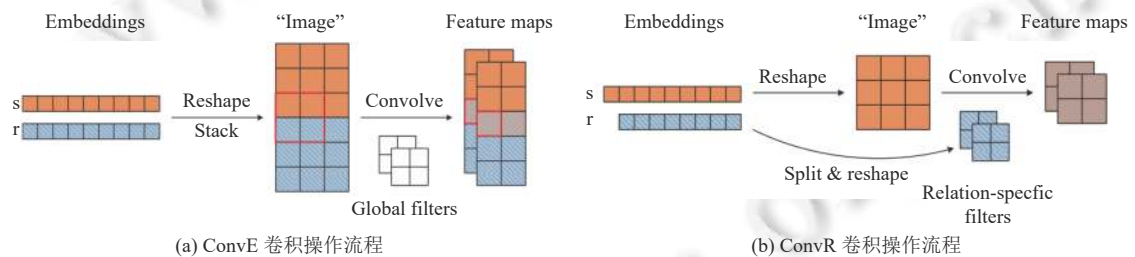 Embeddings
"Image"
Feature maps
s
r
Reshape
Stack
Convolve
Global filters
(a) ConvE 卷积操作流程
Embeddings
"Image"
Feature maps
s
r
Reshape
Convolve
Split & reshape
Relation-specfic
filters
(b) ConvR 卷积操作流程